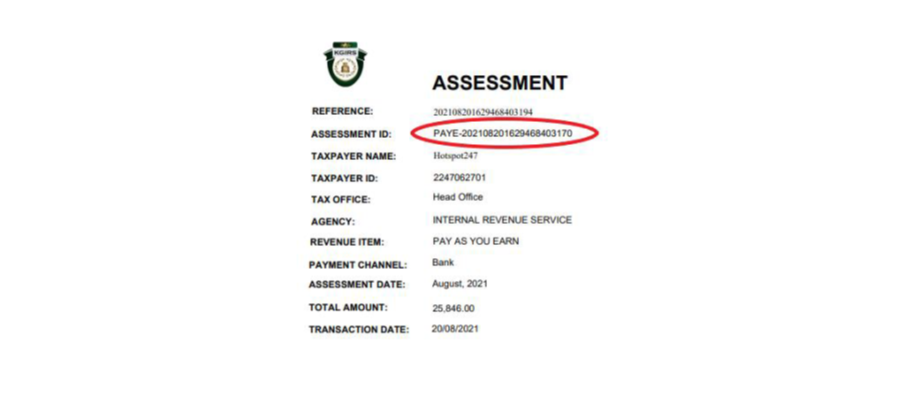 KGIRS
ASSESSMENT
REFERENCE: 202108201629468403194
ASSESSMENT ID: PAYE-202108201629468403170
TAXPAYER NAME: Hotspot247
TAXPAYER ID: 2247062701
TAX OFFICE: Head Office
AGENCY: INTERNAL REVENUE SERVICE
REVENUE ITEM: PAY AS YOU EARN
PAYMENT CHANNEL: Bank
ASSESSMENT DATE: August, 2021
TOTAL AMOUNT: 25,846.00
TRANSACTION DATE: 20/08/2021